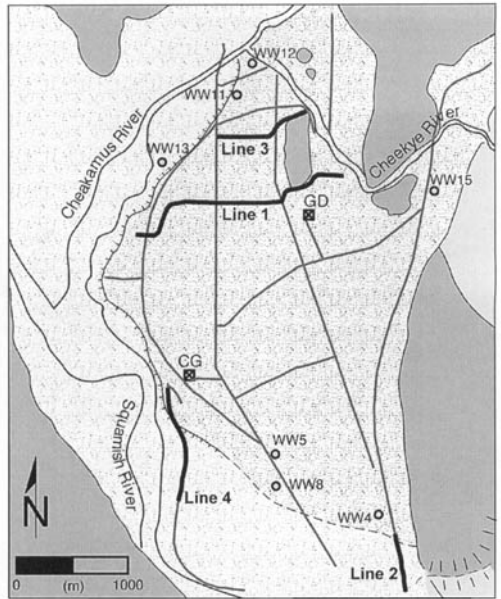 WW12
WW11
Cheakamus River
Line 3
WW13
Cheekye River
WW15
Line 1
GD
CG
Squamish River
WW5
WW8
Line 4
WW4
N
Line 2
0 (m) 1000